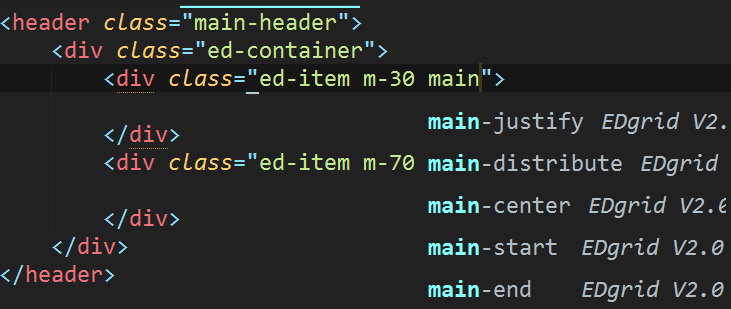 <header class="main-header">
<div class="ed-container">
<div class="ed-item m-30 main">
main-justify EDgrid V2.
</div>
<div class="ed-item m-70 main-distribute EDgrid
main-center EDgrid V2.0
</div>
</div>
main-start EDgrid V2.0
</header>
main-end EDgrid V2.0